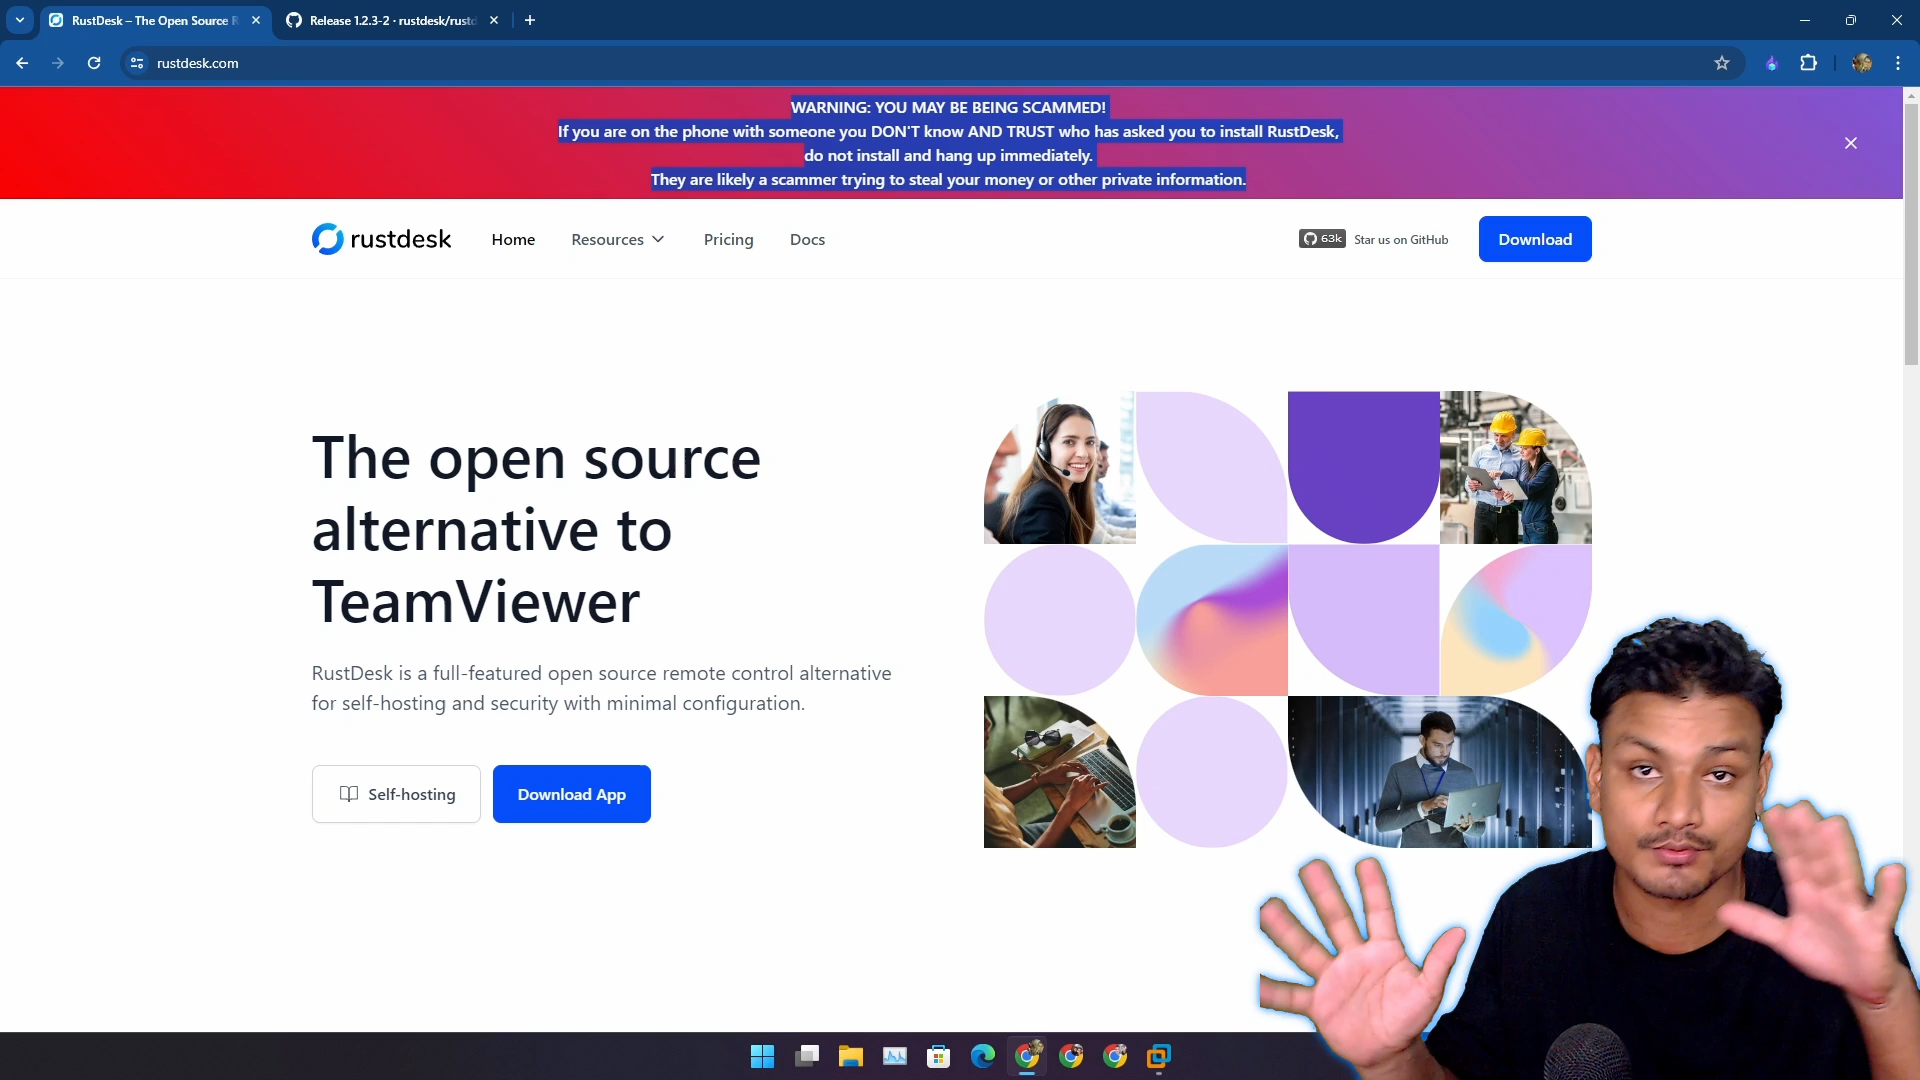 RustDesk – The Open Source R
Release 1.2.3-2 · rustdesk/rustd
rustdesk.com
WARNING: YOU MAY BE BEING SCAMMED!
If you are on the phone with someone you DON'T know AND TRUST who has asked you to install RustDesk,
do not install and hang up immediately.
They are likely a scammer trying to steal your money or other private information.
rustdesk
Home
Resources
Pricing
Docs
63k
Star us on GitHub
Download
The open source
alternative to
TeamViewer
RustDesk is a full-featured open source remote control alternative
for self-hosting and security with minimal configuration.
Self-hosting
Download App